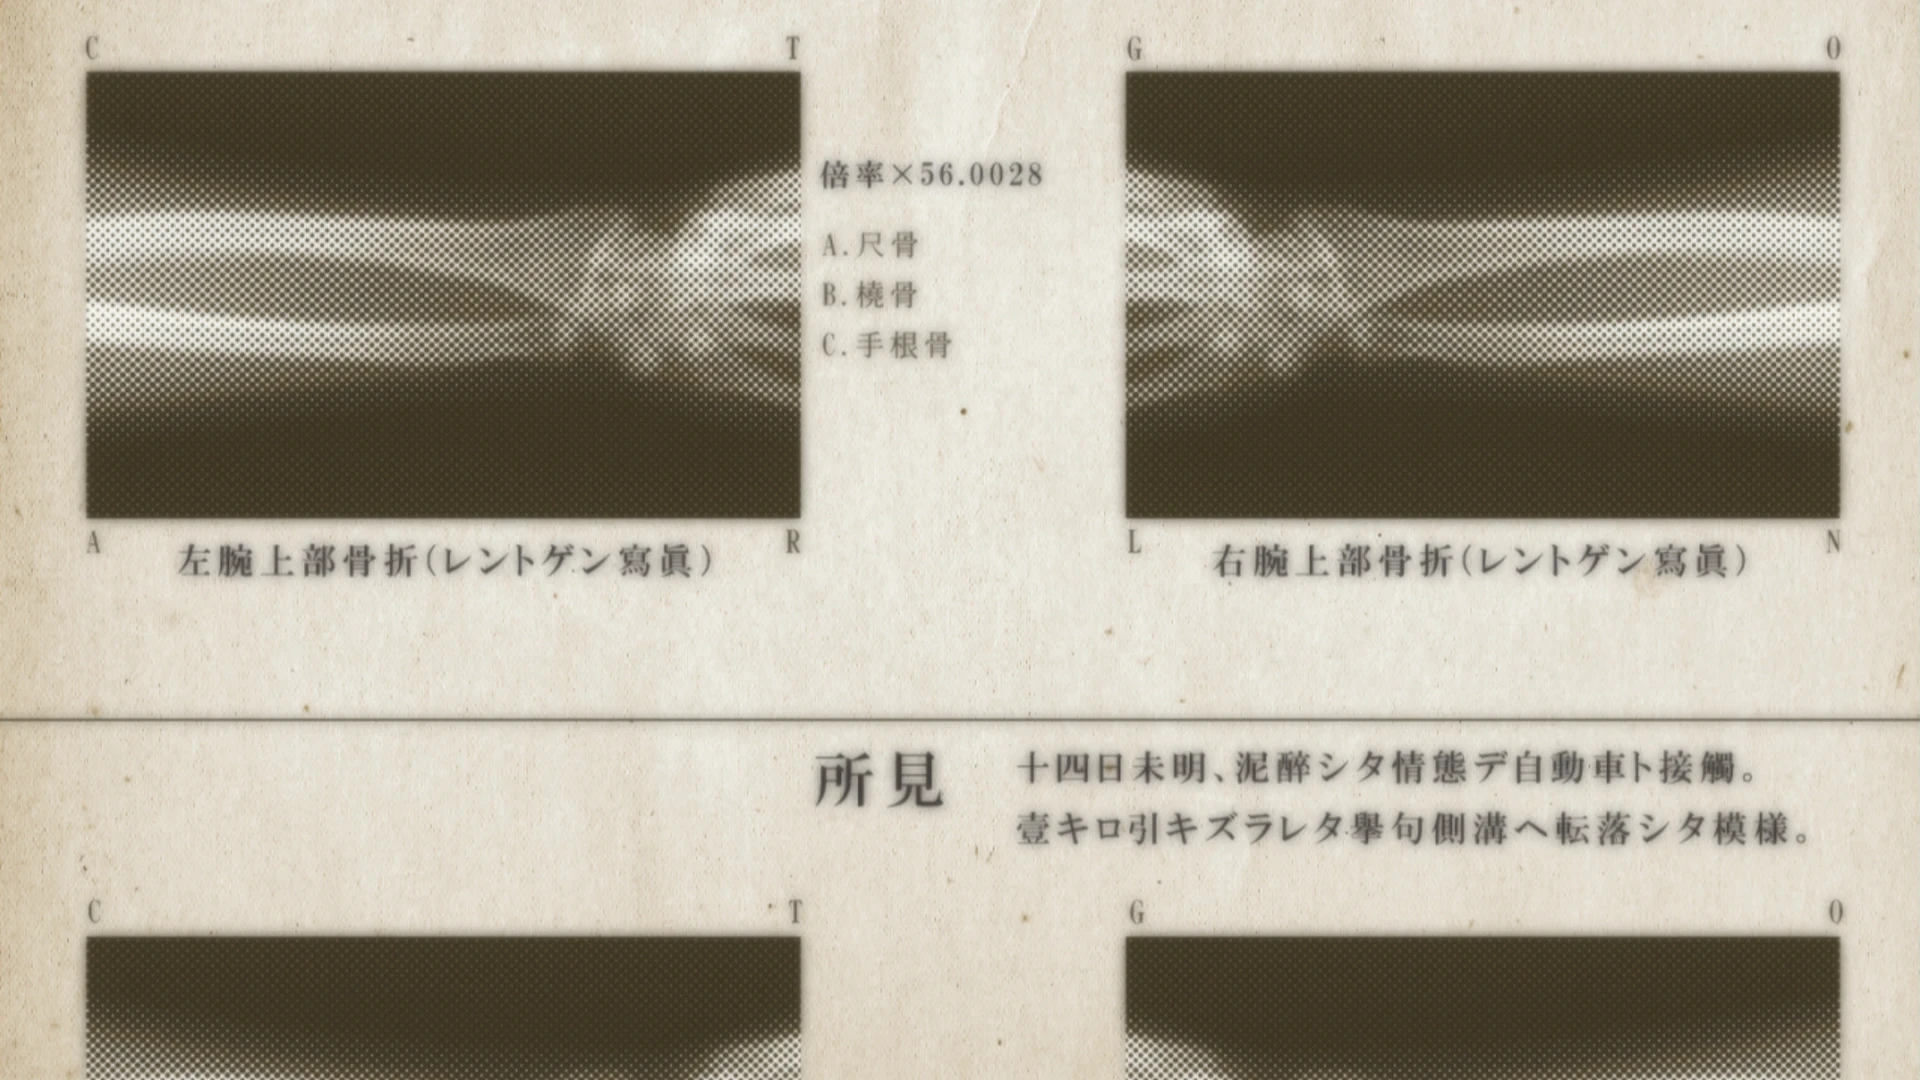 C T G O
倍率×56.0028
A.尺骨
B.橈骨
C.手根骨
A R L N
左腕上部骨折(レントゲン寫眞)
右腕上部骨折(レントゲン寫眞)
所見
十四日未明、泥醉シタ情態デ自動車ト接觸。
壹キロ引キズラレタ擧句側溝ヘ転落シタ模様。
C T G O